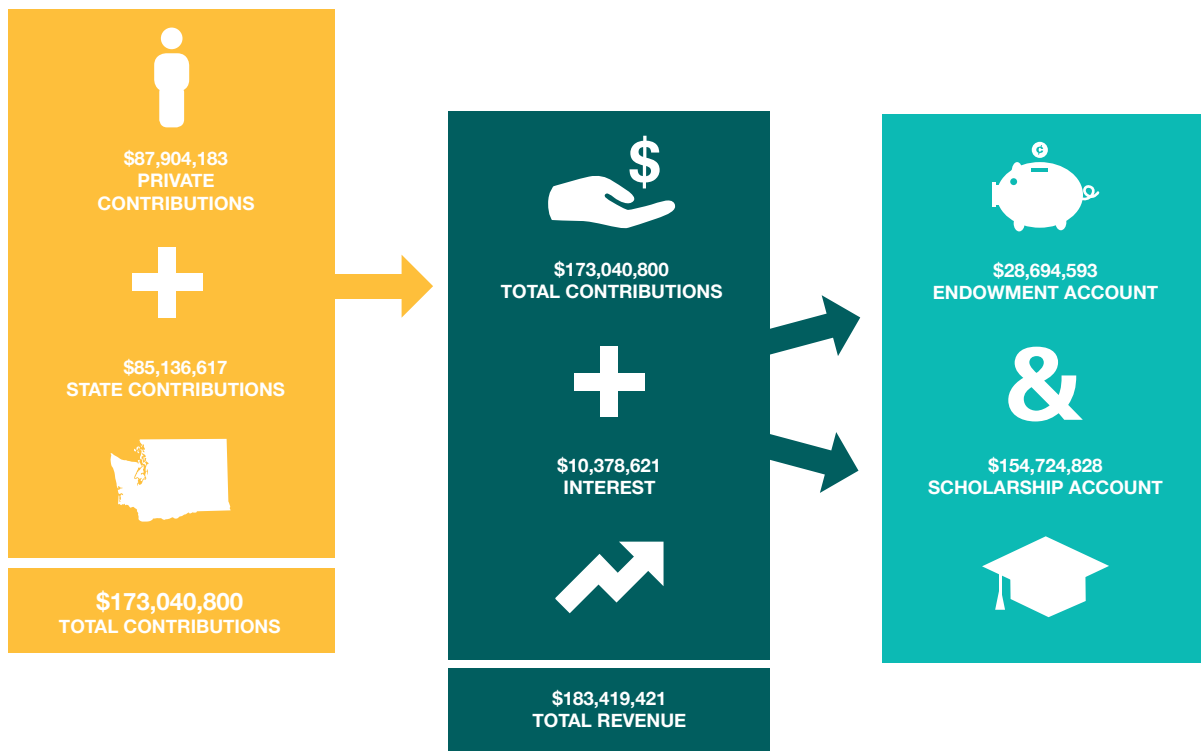 $87,904,183
PRIVATE
CONTRIBUTIONS
$85,136,617
STATE CONTRIBUTIONS
$173,040,800
TOTAL CONTRIBUTIONS
$
$173,040,800
TOTAL CONTRIBUTIONS
$10,378,621
INTEREST
$183,419,421
TOTAL REVENUE
¢
$28,694,593
ENDOWMENT ACCOUNT
&
$154,724,828
SCHOLARSHIP ACCOUNT